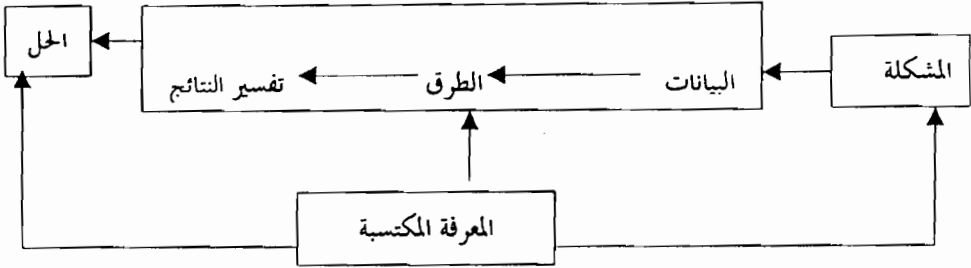 المشكلة
البيانات
الطرق
تفسير النتائج
الحل
المعرفة المكتسبة